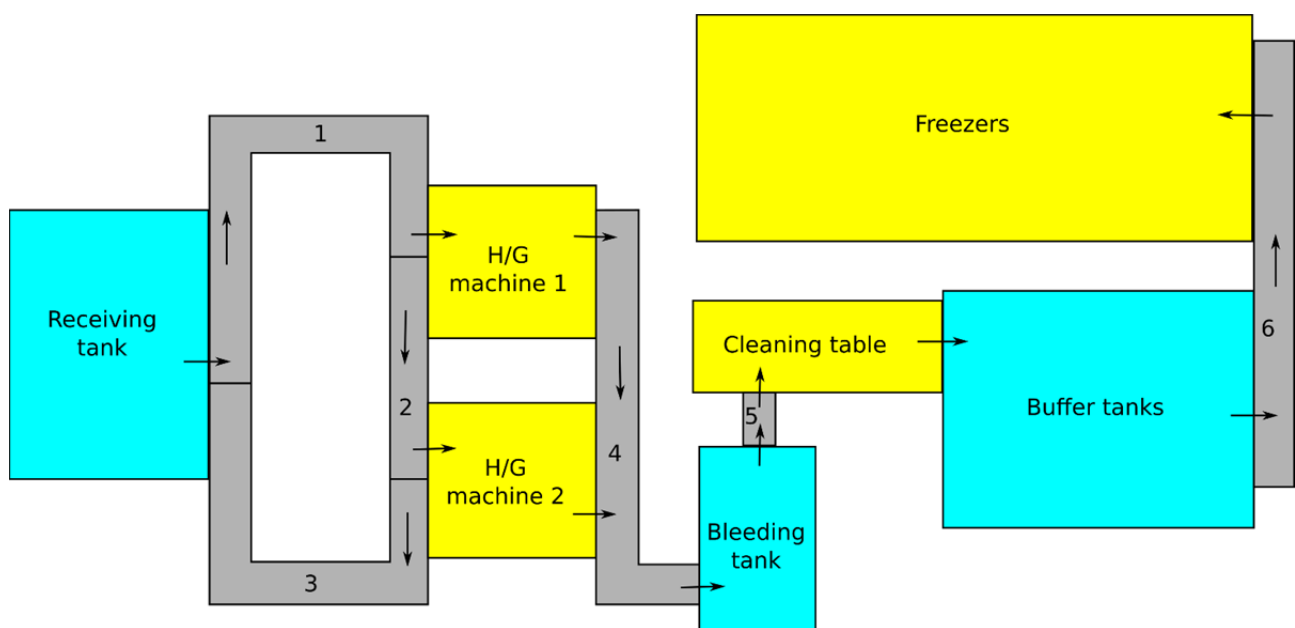 Freezers
1
H/G
machine 1
Receiving
tank
Cleaning table
6
2
5
Buffer tanks
4
H/G
machine 2
Bleeding
tank
3